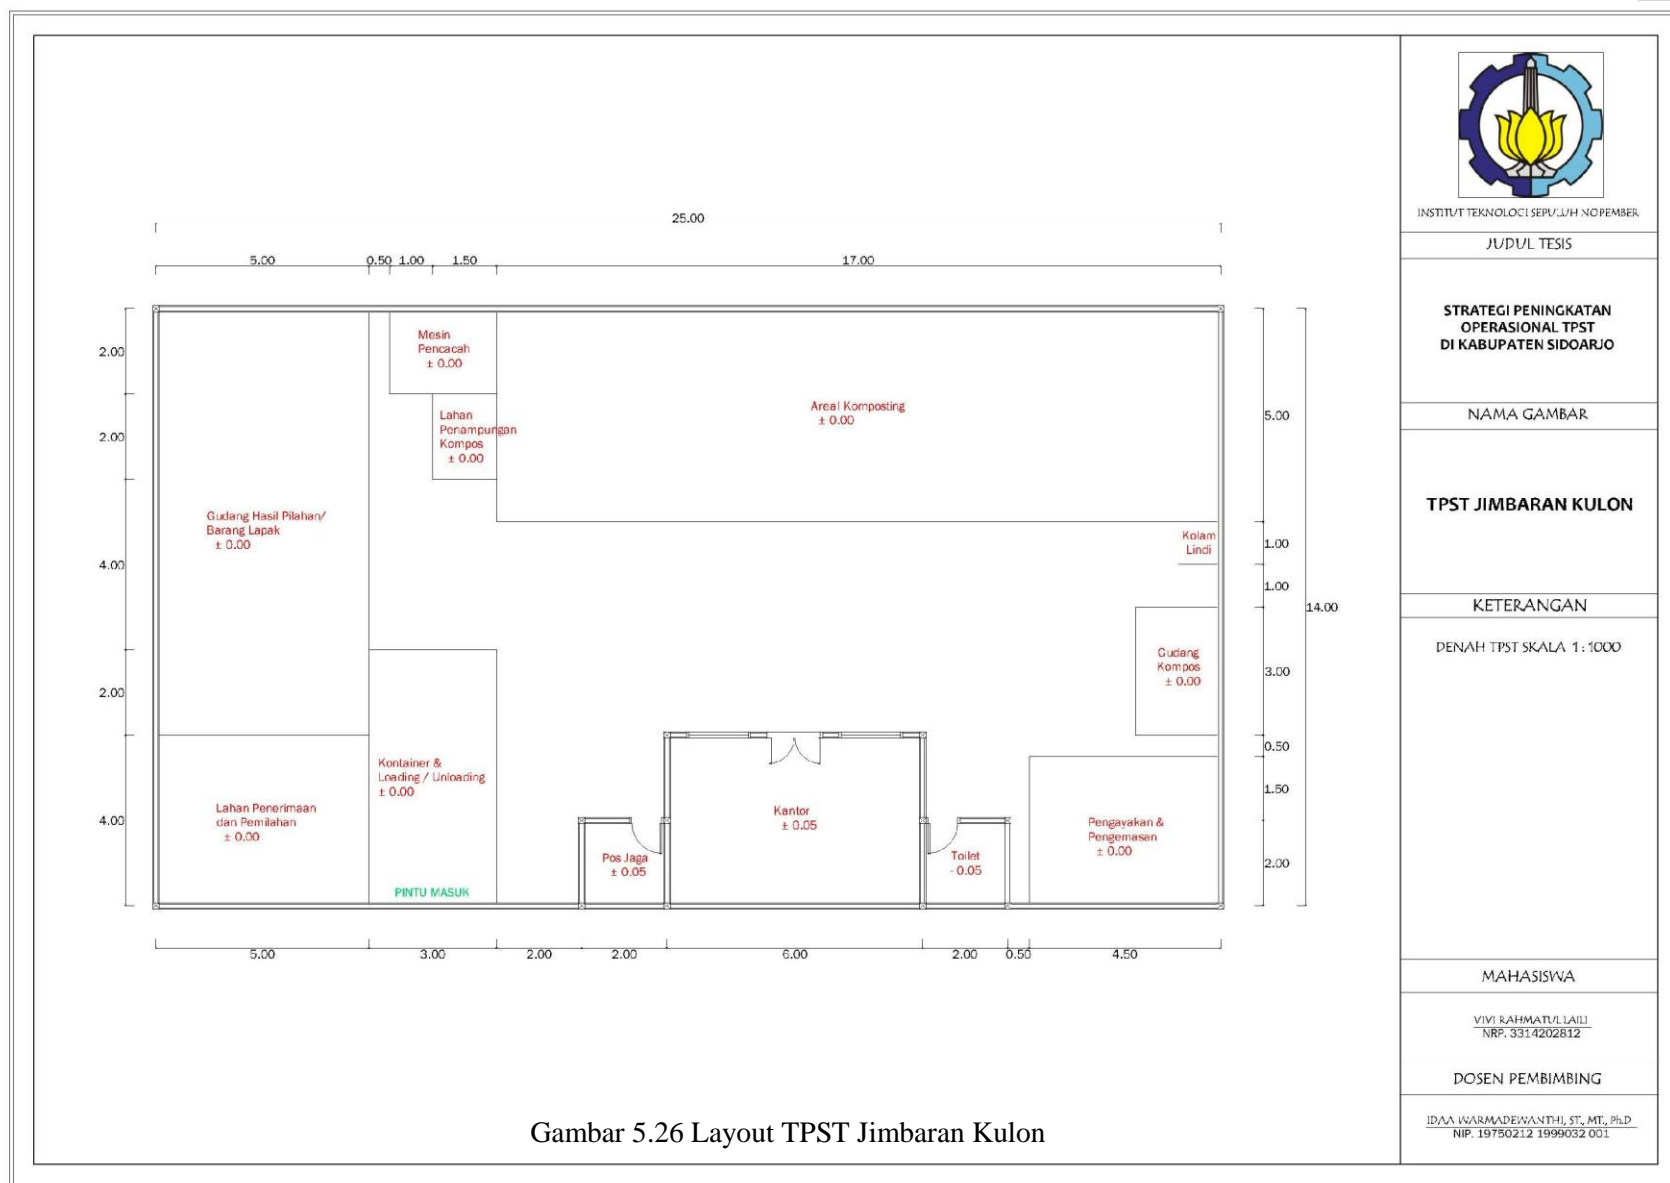 25.00
5.00
0.50
1.00
1.50
17.00
2.00
2.00
4.00
2.00
4.00
Mesin
Pencacah
± 0.00
Lahan
Penampungan
Kompos
± 0.00
Areal Komposting
± 0.00
Gudang Hasil Pilahan/
Barang Lapak
± 0.00
Kolam
Lindi
Gudang
Kompos
± 0.00
Kontainer &
Loading / Unloading
± 0.00
Lahan Penerimaan
dan Pemilahan
± 0.00
PINTU MASUK
Pos Jaga
± 0.05
Kantor
± 0.05
Toilet
- 0.05
Pengayakan &
Pengemasan
± 0.00
5.00
1.00
1.00
3.00
0.50
1.50
2.00
14.00
5.00
3.00
2.00
2.00
6.00
2.00
0.50
4.50
Gambar 5.26 Layout TPST Jimbaran Kulon
INSTITUT TEKNOLOGI SEPULUH NOPEMBER
JUDUL TESIS
STRATEGI PENINGKATAN
OPERASIONAL TPST
DI KABUPATEN SIDOARJO
NAMA GAMBAR
TPST JIMBARAN KULON
KETERANGAN
DENAH TPST SKALA 1 : 1000
MAHASISWA
VIVI RAHMATUL LAILI
NRP. 3314202812
DOSEN PEMBIMBING
IDAA WARMADEWANTHI, ST., MT., Ph.D
NIP. 19750212 1999032 001